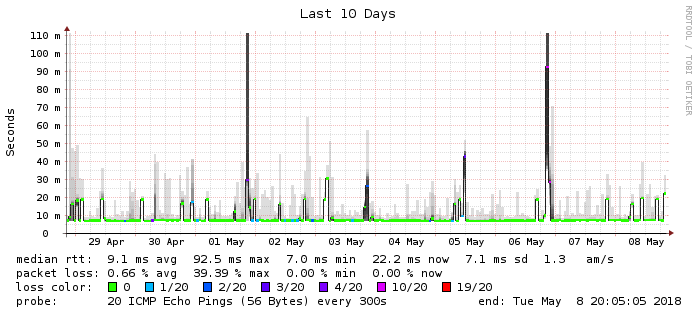 Last 10 Days
RRDTOOL / TOBI OETIKER
Seconds
110 m
100 m
90 m
80 m
70 m
60 m
50 m
40 m
30 m
20 m
10 m
0
29 Apr 30 Apr 01 May 02 May 03 May 04 May 05 May 06 May 07 May 08 May
median rtt: 9.1 ms avg 92.5 ms max 7.0 ms min 22.2 ms now 7.1 ms sd 1.3 am/s
packet loss: 0.66 % avg 39.39 % max 0.00 % min 0.00 % now
loss color: 0 1/20 2/20 3/20 4/20 10/20 19/20
probe: 20 ICMP Echo Pings (56 Bytes) every 300s end: Tue May 8 20:05:05 2018